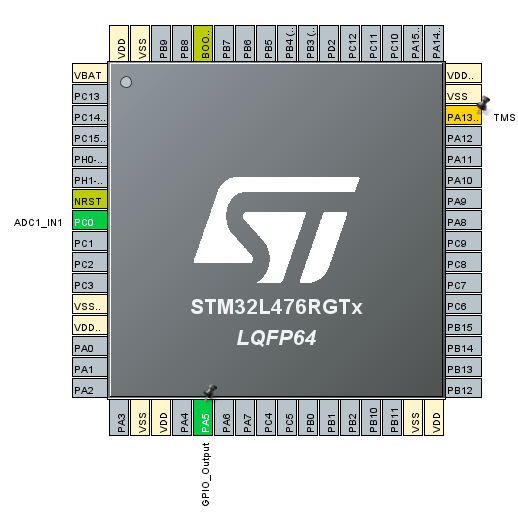 VDD
VSS
PB9
PB8
BOO..
PB7
PB6
PB5
PB4 (..
PB3 (..
PD2
PC12
PC11
PC10
PA15..
PA14..
VBAT
PC13
PC14..
PC15..
PH0-..
PH1-..
NRST
ADC1_IN1 PC0
PC1
PC2
PC3
VSS..
VDD..
PA0
PA1
PA2
ST
STM32L476RGTx
LQFP64
VDD..
VSS
PA13.. TMS
PA12
PA11
PA10
PA9
PA8
PC9
PC8
PC7
PC6
PB15
PB14
PB13
PB12
PA3
VSS
VDD
PA4
PA5
PA6
PA7
PC4
PC5
PB0
PB1
PB2
PB10
PB11
VSS
VDD
GPIO_Output